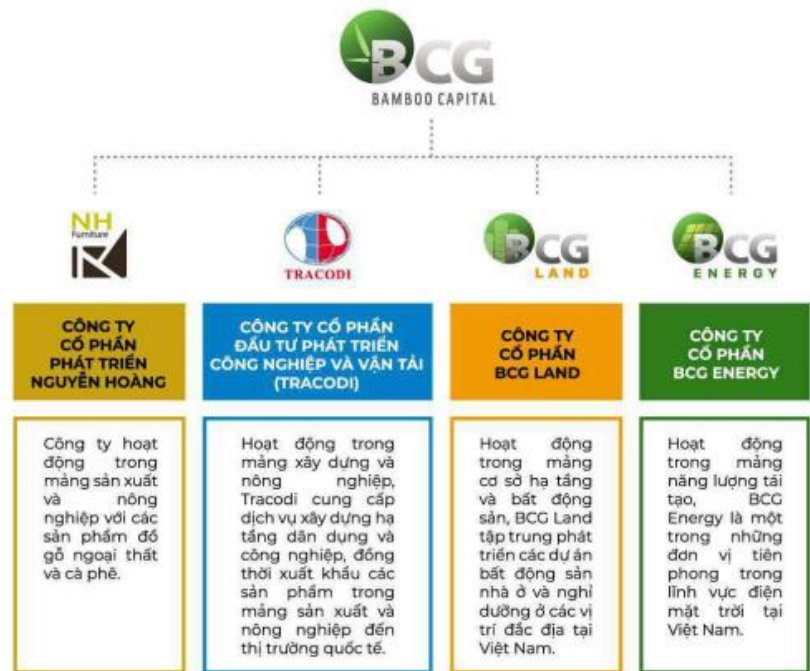 BCG
BAMBOO CAPITAL
NH
Furniture
TRACODI
BCG
LAND
BCG
ENERGY
CÔNG TY
CỔ PHẦN
PHÁT TRIỂN
NGUYỄN HOÀNG
CÔNG TY CỔ PHẦN
ĐẦU TƯ PHÁT TRIỂN
CÔNG NGHIỆP VÀ VẬN TẢI
(TRACODI)
CÔNG TY
CỔ PHẦN
BCG LAND
CÔNG TY
CỔ PHẦN
BCG ENERGY
Công ty hoạt
động trong
mảng sản xuất
và nông
nghiệp với các
sản phẩm đồ
gỗ ngoại thất
và cà phê.
Hoạt động trong
mảng xây dựng và
nông nghiệp,
Tracodi cung cấp
dịch vụ xây dựng hạ
tầng dân dụng và
công nghiệp, đồng
thời xuất khẩu các
sản phẩm trong
mảng sản xuất và
nông nghiệp đến
thị trường quốc tế.
Hoạt động
trong mảng
cơ sở hạ tầng
và bất động
sản, BCG Land
tập trung phát
triển các dự án
bất động sản
nhà ở và nghỉ
dưỡng ở các vị
trí đắc địa tại
Việt Nam.
Hoạt động
trong mảng
năng lượng tái
tạo, BCG
Energy là một
trong những
đơn vị tiên
phong trong
lĩnh vực điện
mặt trời tại
Việt Nam.